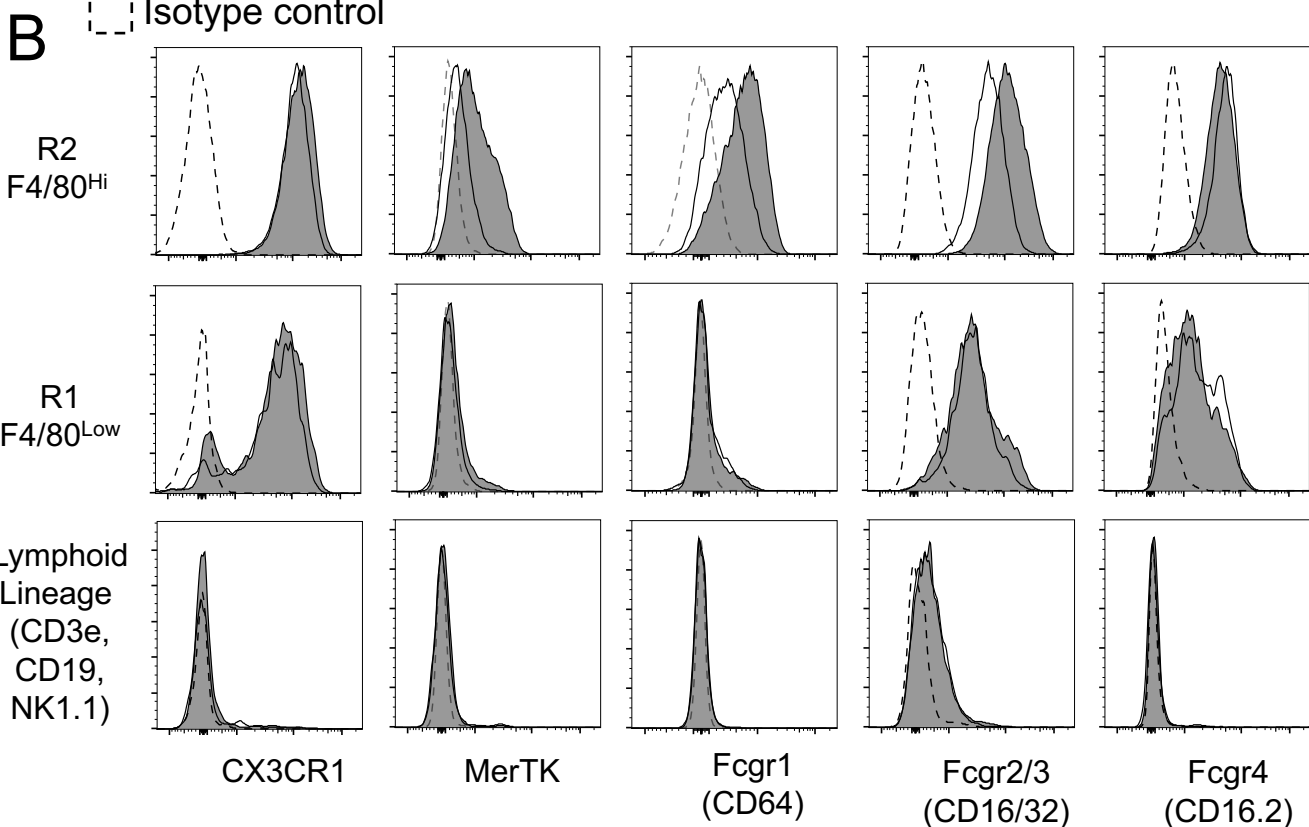 B
Isotype control
R2
F4/80Hi
R1
F4/80Low
Lymphoid
Lineage
(CD3e,
CD19,
NK1.1)
CX3CR1
MerTK
Fcgr1
(CD64)
Fcgr2/3
(CD16/32)
Fcgr4
(CD16.2)